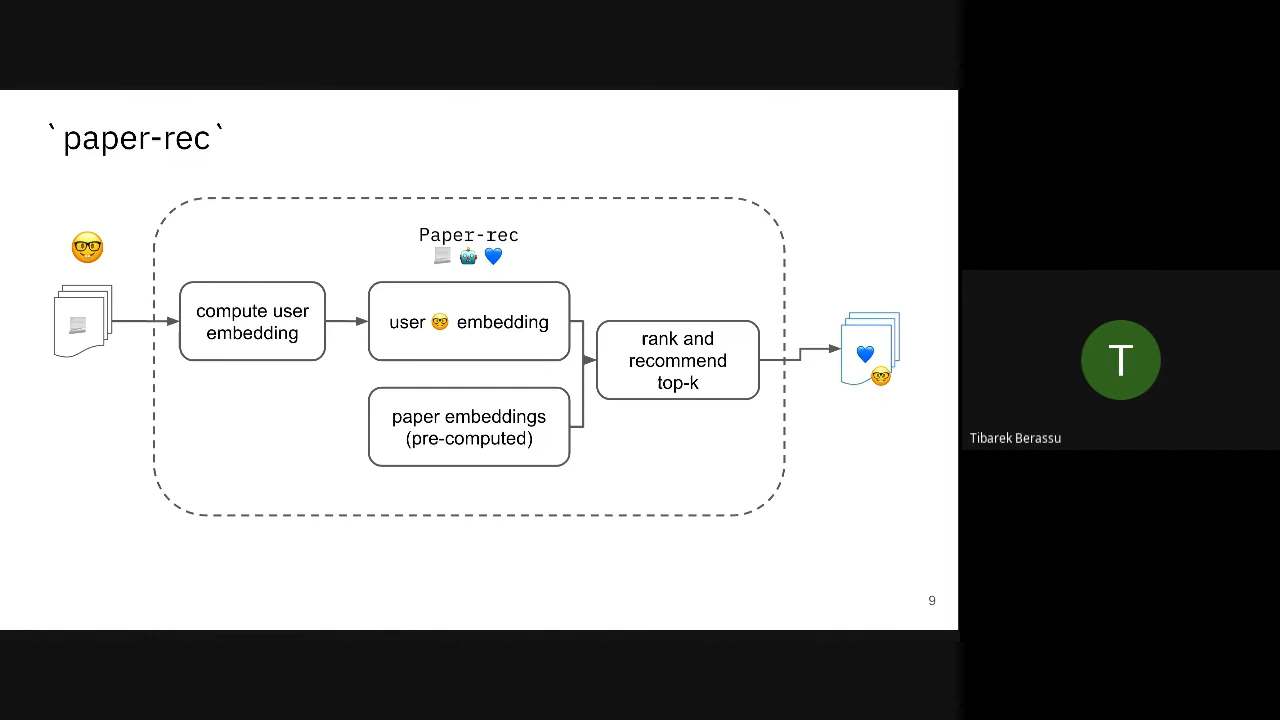 `paper-rec`
Paper-rec
compute user
embedding
user 🤓 embedding
paper embeddings
(pre-computed)
rank and
recommend
top-k
9
T
Tibarek Berassu